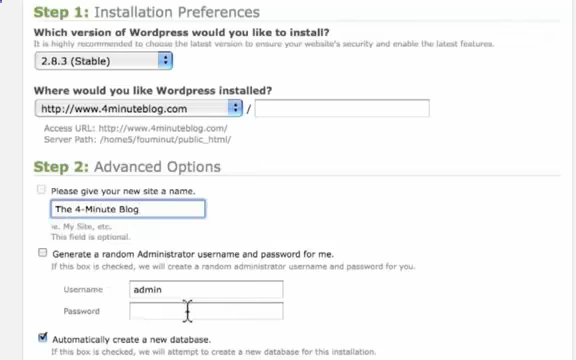 Step 1: Installation Preferences
Which version of Wordpress would you like to install?
It is highly recommended to choose the latest version to ensure your website's security and enable the latest features.
2.8.3 (Stable)
Where would you like Wordpress installed?
http://www.4minuteblog.com /
Access URL: http://www.4minuteblog.com/
Server Path: /home5/fouminut/public_html/
Step 2: Advanced Options
Please give your new site a name.
The 4-Minute Blog
ie. My Site, etc.
This field is optional.
Generate a random Administrator username and password for me.
If this box is checked, we will create a random administrator username and password for you.
Username admin
Password
Automatically create a new database.
If this box is checked, we will attempt to create a new database for this installation.